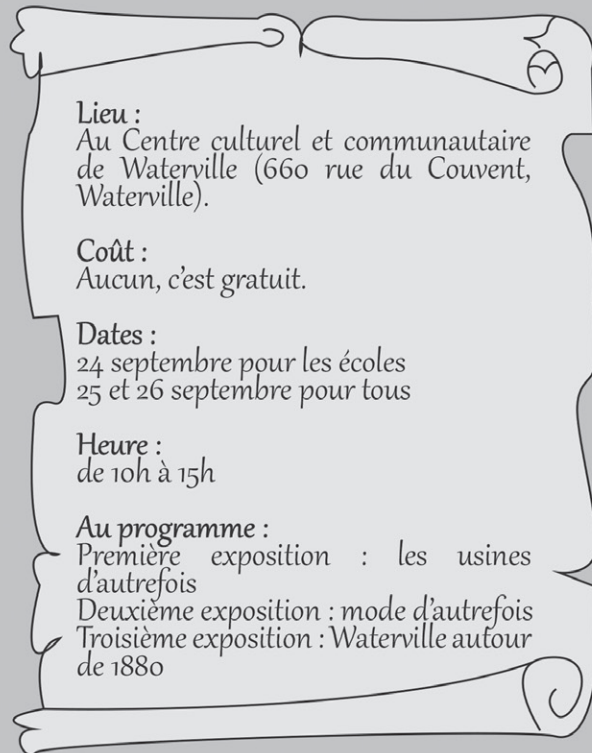 Lieu :
Au Centre culturel et communautaire
de Waterville (660 rue du Couvent,
Waterville).
Coût :
Aucun, c'est gratuit.
Dates :
24 septembre pour les écoles
25 et 26 septembre pour tous
Heure :
de 10h à 15h
Au programme :
Première exposition : les usines
d'autrefois
Deuxième exposition : mode d'autrefois
Troisième exposition : Waterville autour
de 1880